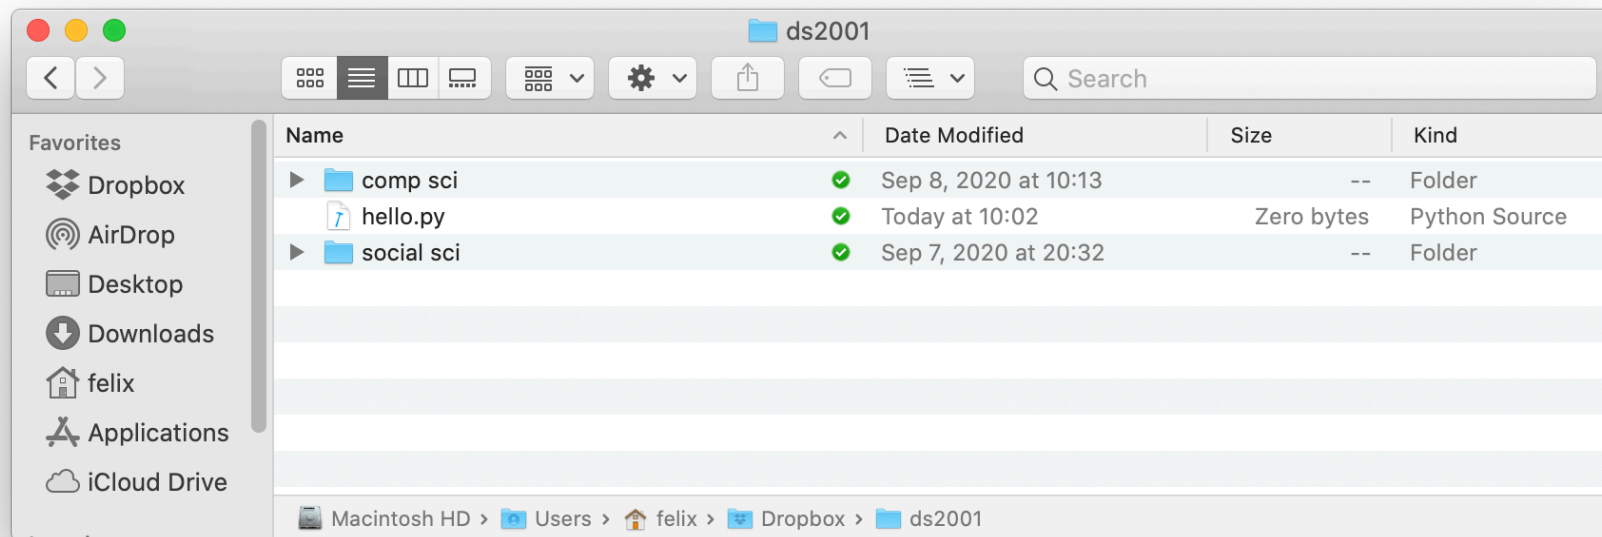 ds2001
Search
Favorites
Dropbox
AirDrop
Desktop
Downloads
felix
Applications
iCloud Drive
Name Date Modified Size Kind
comp sci Sep 8, 2020 at 10:13 -- Folder
hello.py Today at 10:02 Zero bytes Python Source
social sci Sep 7, 2020 at 20:32 -- Folder
Macintosh HD › Users › felix › Dropbox › ds2001